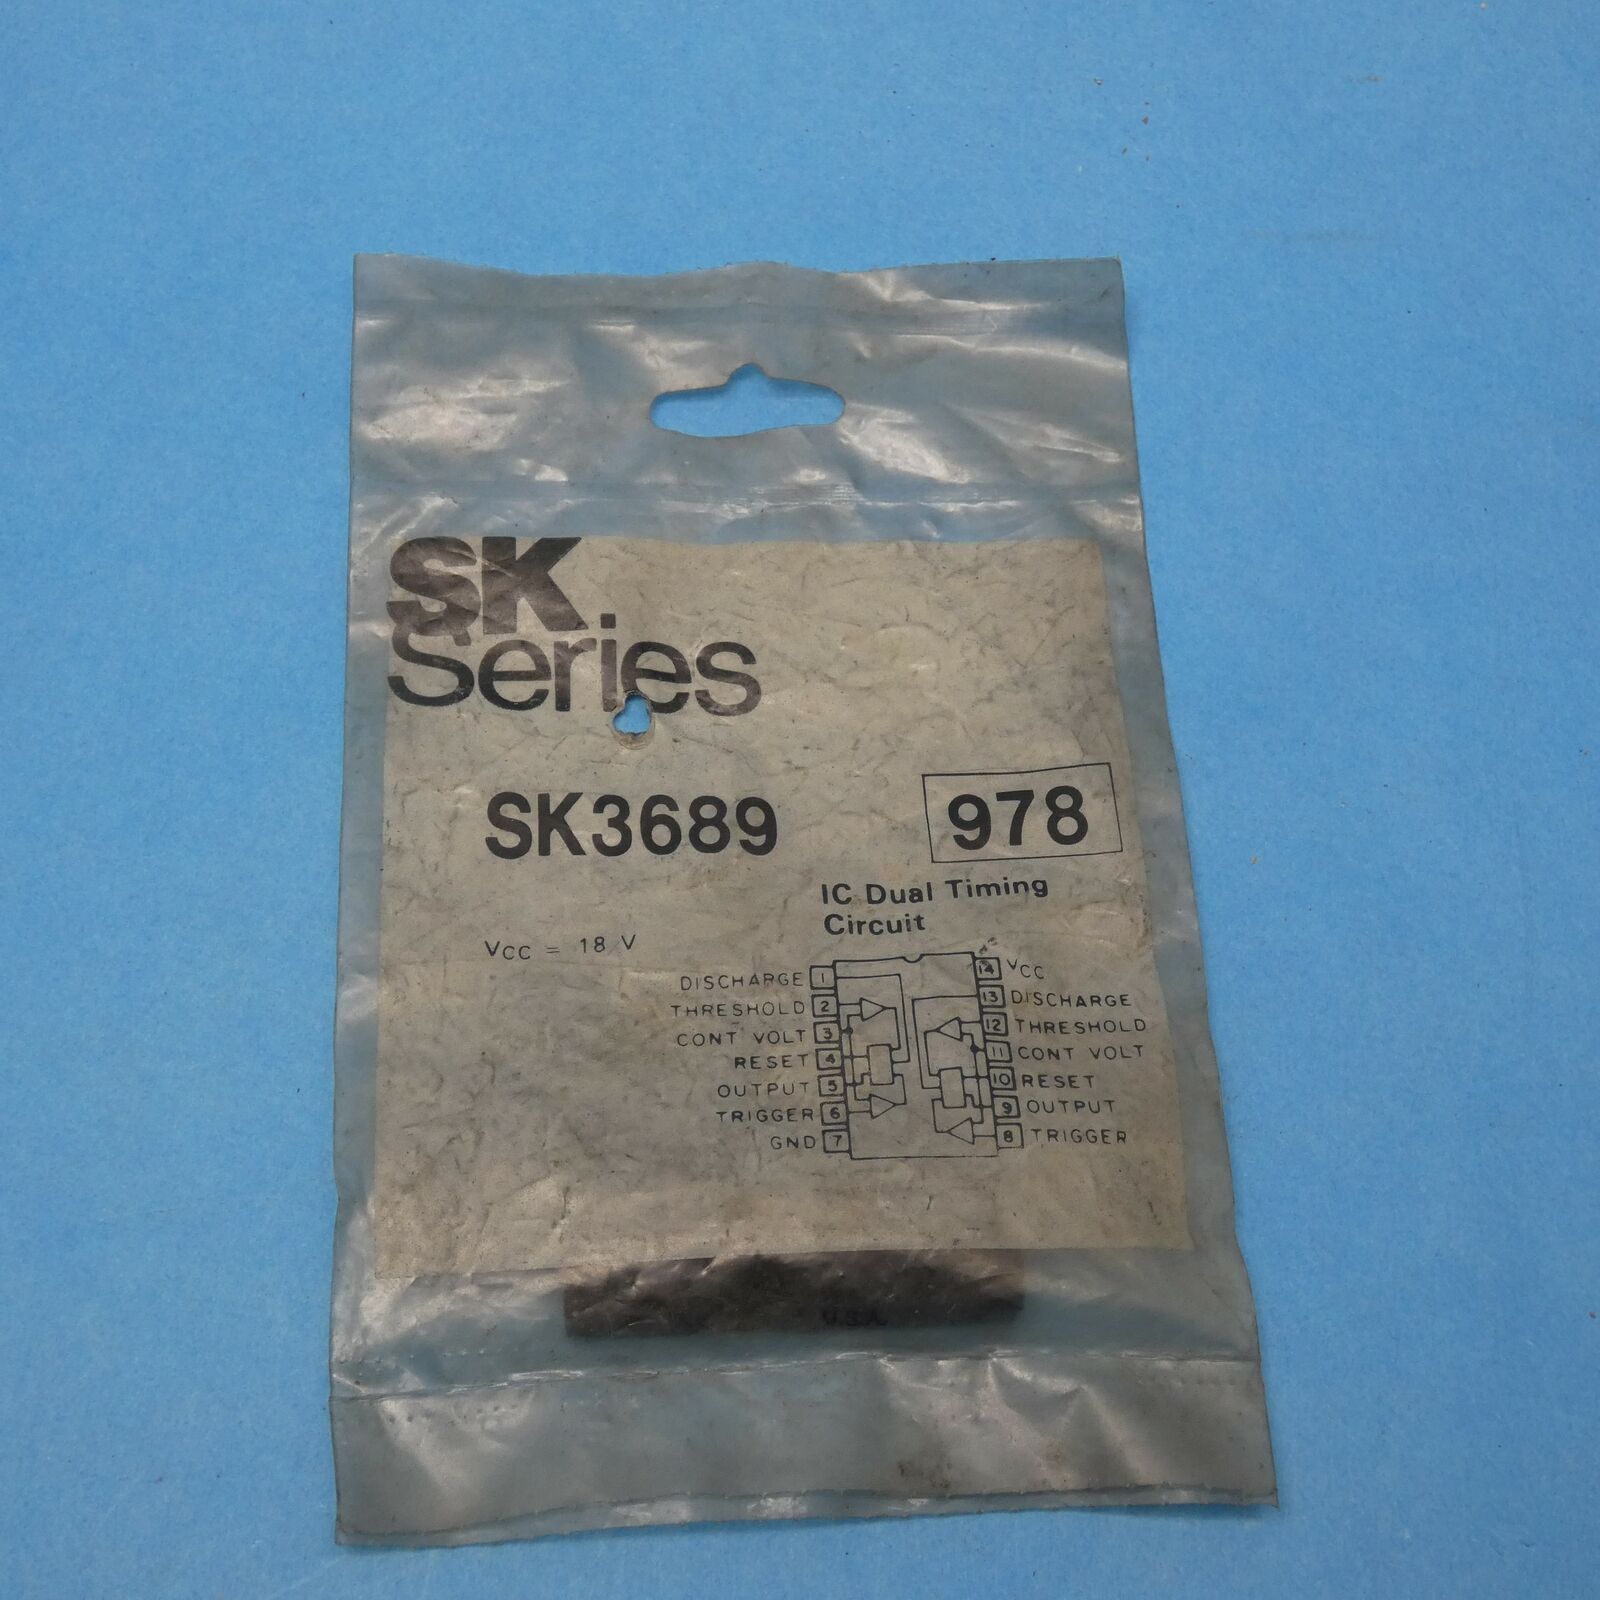 SK
Series
SK3689
978
IC Dual Timing
Circuit
VCC = 18 V
DISCHARGE 1
THRESHOLD 2
CONT VOLT 3
RESET 4
OUTPUT 5
TRIGGER 6
GND 7
14 VCC
13 DISCHARGE
12 THRESHOLD
11 CONT VOLT
10 RESET
9 OUTPUT
8 TRIGGER
U.S.A.